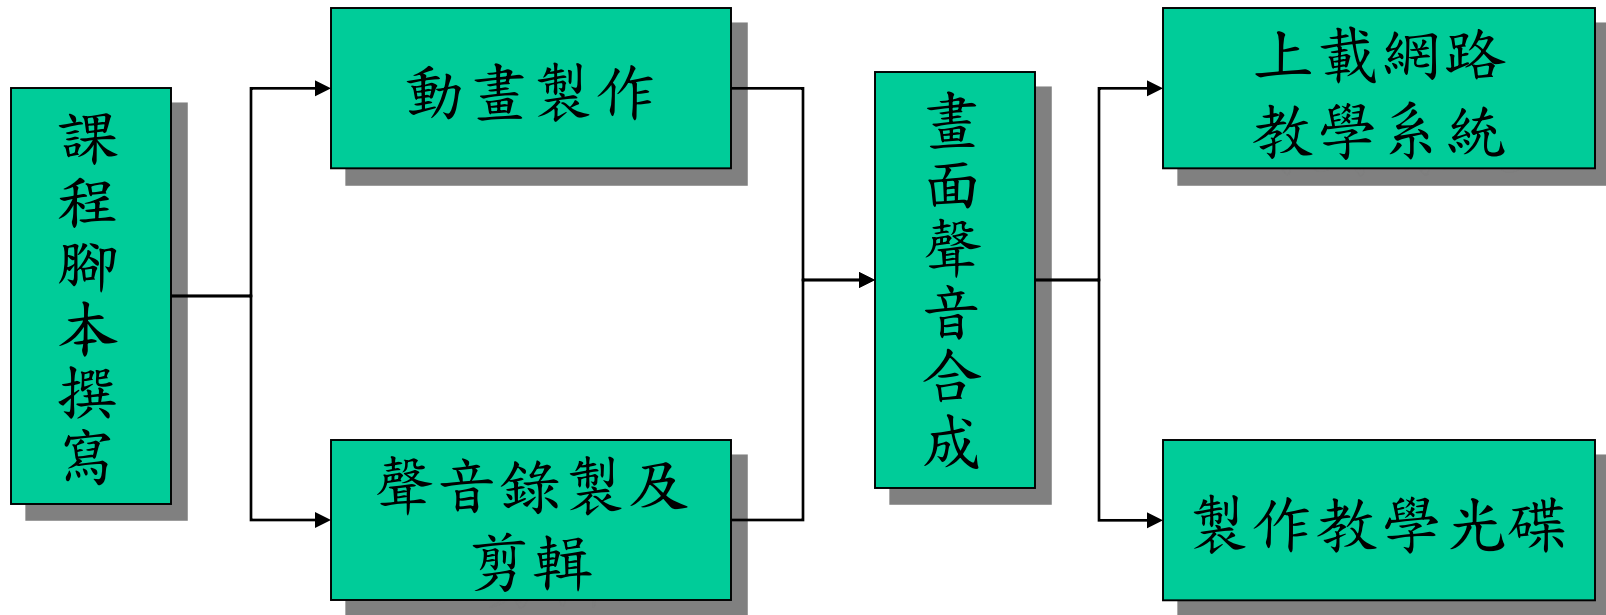 課程腳本撰寫
動畫製作
聲音錄製及
剪輯
畫面聲音合成
上載網路
教學系統
製作教學光碟